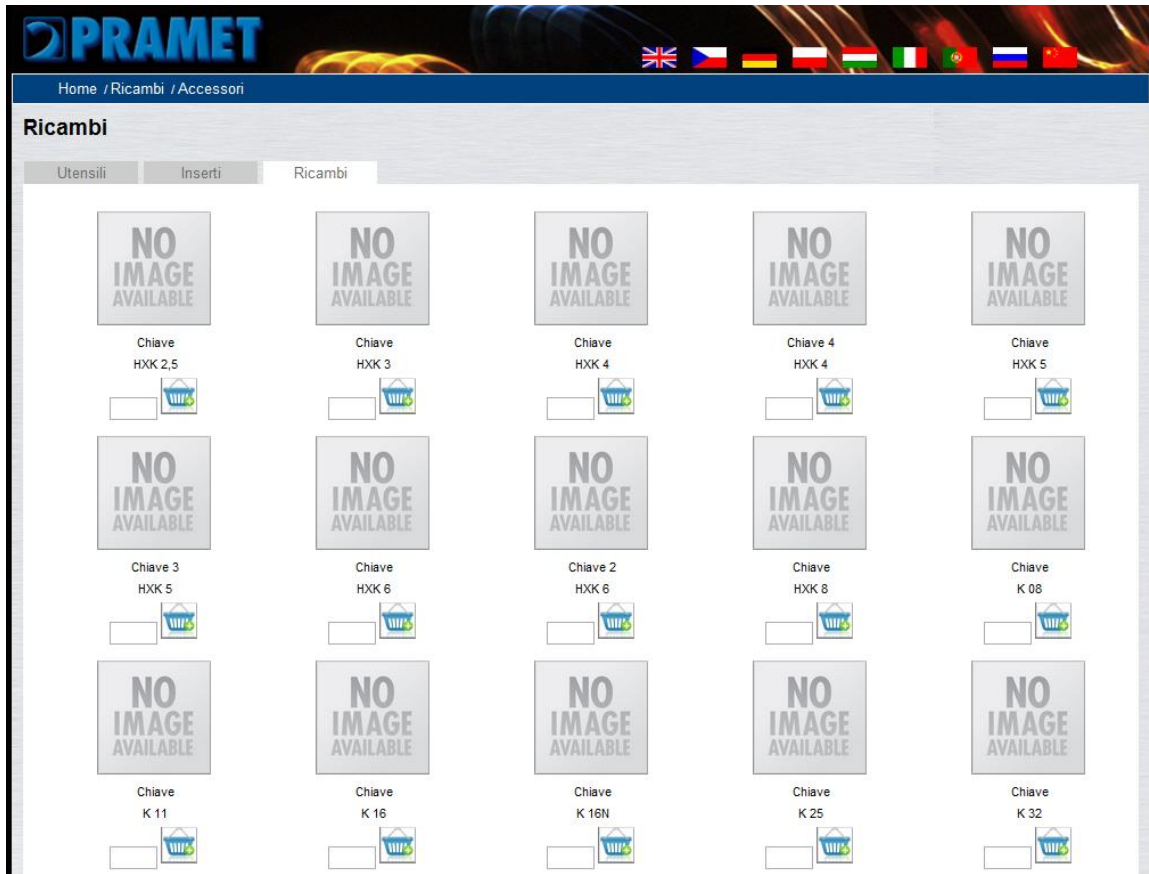 PRAMET
Home / Ricambi / Accessori
Ricambi
Utensili Inserti Ricambi
NO IMAGE AVAILABLE
NO IMAGE AVAILABLE
NO IMAGE AVAILABLE
NO IMAGE AVAILABLE
NO IMAGE AVAILABLE
Chiave Chiave Chiave Chiave 4 Chiave
HXK 2,5 HXK 3 HXK 4 HXK 4 HXK 5
NO IMAGE AVAILABLE
NO IMAGE AVAILABLE
NO IMAGE AVAILABLE
NO IMAGE AVAILABLE
NO IMAGE AVAILABLE
Chiave 3 Chiave Chiave 2 Chiave Chiave
HXK 5 HXK 6 HXK 6 HXK 8 K 08
NO IMAGE AVAILABLE
NO IMAGE AVAILABLE
NO IMAGE AVAILABLE
NO IMAGE AVAILABLE
NO IMAGE AVAILABLE
Chiave Chiave Chiave Chiave Chiave
K 11 K 16 K 16N K 25 K 32